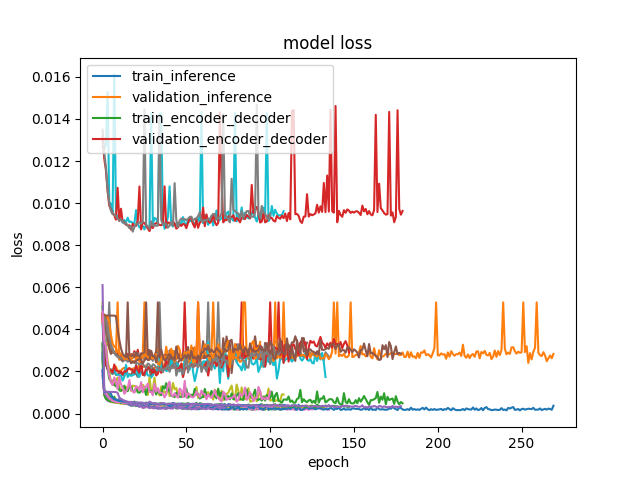 model loss
0.016
0.014
0.012
0.010
0.008
0.006
0.004
0.002
0.000
loss
train_inference
validation_inference
train_encoder_decoder
validation_encoder_decoder
0 50 100 150 200 250
epoch